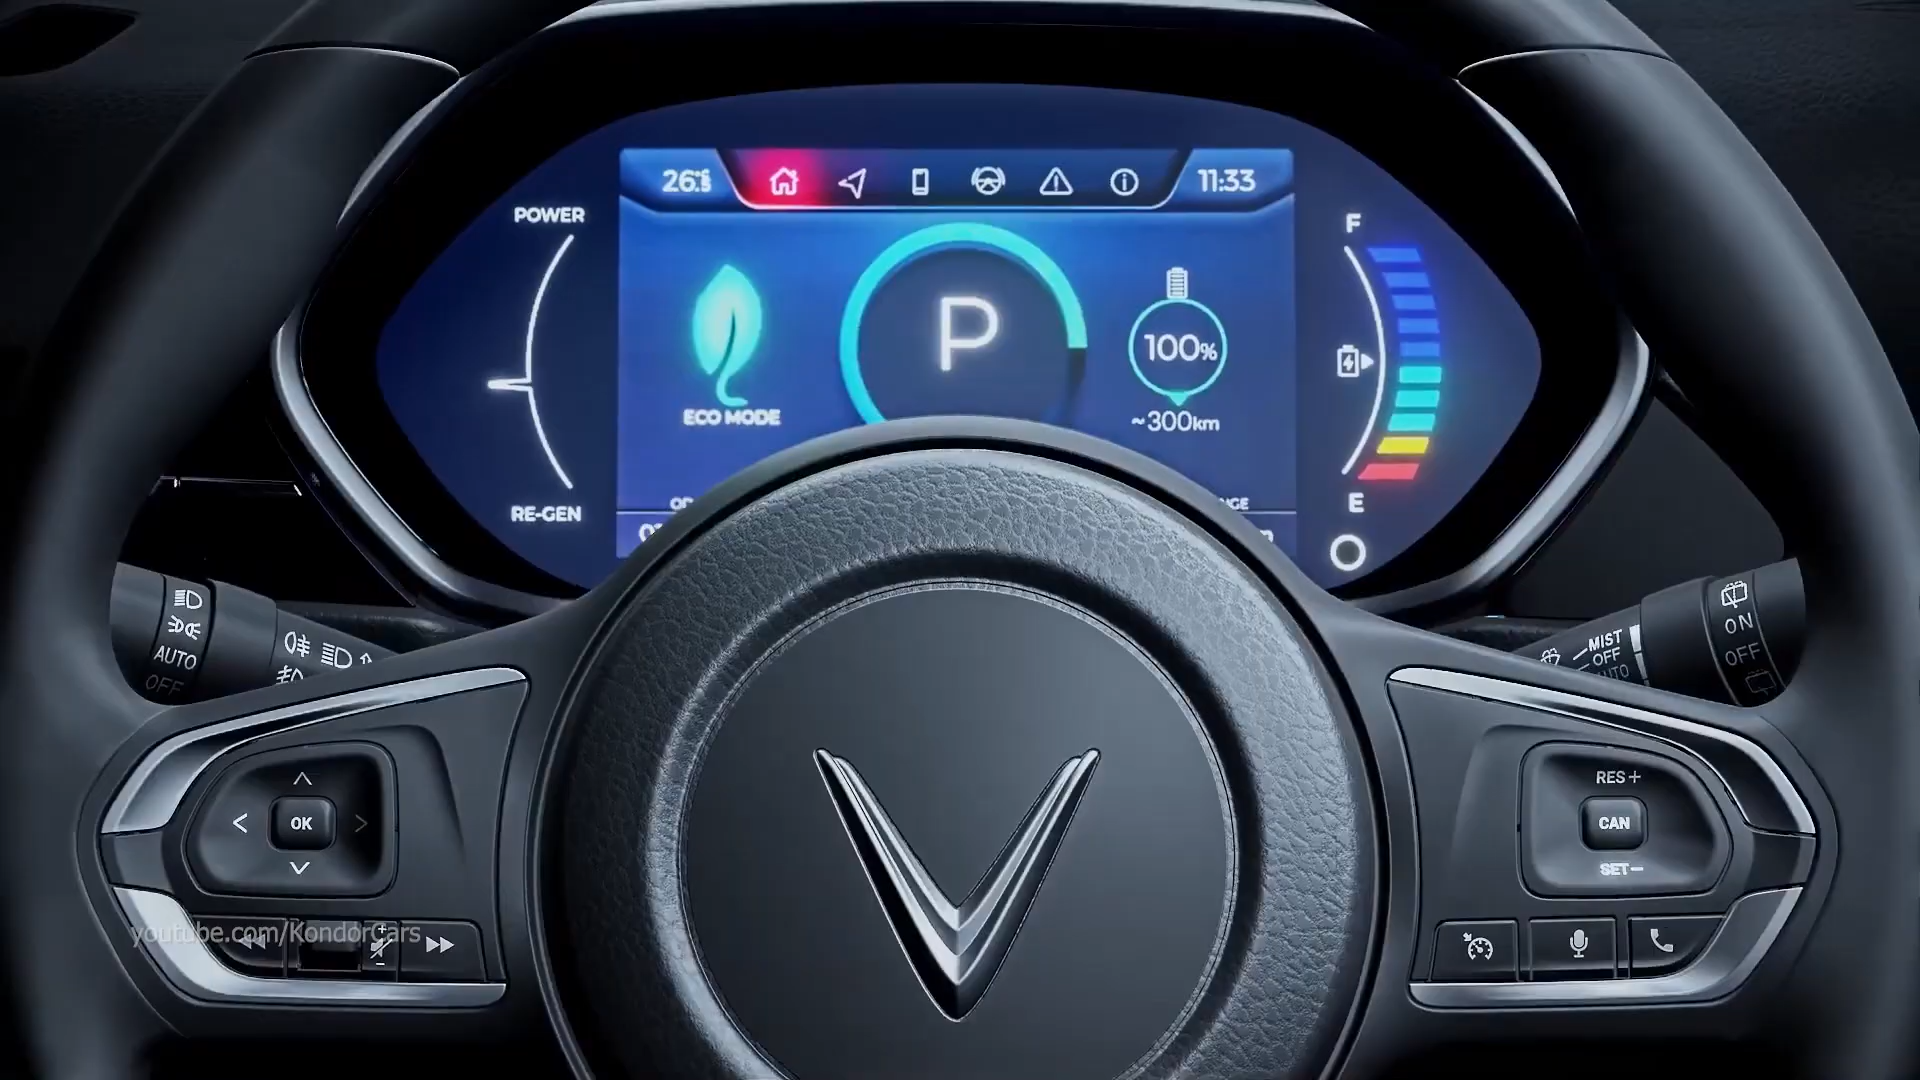 26.5
11:33
POWER
F
P
100%
ECO MODE
~300km
RE-GEN
E
AUTO
OFF
MIST
OFF
AUTO
ON
OFF
OK
RES+
CAN
SET-
youtube.com/KondorCars